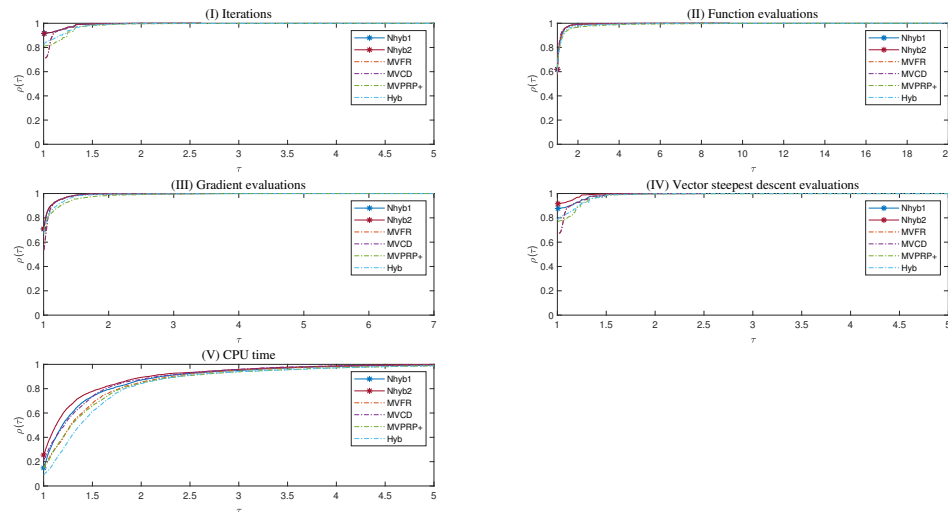 (I) Iterations
ρ(τ)
1
0.8
0.6
0.4
0.2
0
1 1.5 2 2.5 3 3.5 4 4.5 5
τ
Nhyb1
Nhyb2
MVFR
MVCD
MVPRP+
Hyb
(II) Function evaluations
ρ(τ)
1
0.8
0.6
0.4
0.2
0
2 4 6 8 10 12 14 16 18 20
τ
Nhyb1
Nhyb2
MVFR
MVCD
MVPRP+
Hyb
(III) Gradient evaluations
ρ(τ)
1
0.8
0.6
0.4
0.2
0
1 2 3 4 5 6 7
τ
Nhyb1
Nhyb2
MVFR
MVCD
MVPRP+
Hyb
(IV) Vector steepest descent evaluations
ρ(τ)
1
0.8
0.6
0.4
0.2
0
1 1.5 2 2.5 3 3.5 4 4.5 5
τ
Nhyb1
Nhyb2
MVFR
MVCD
MVPRP+
Hyb
(V) CPU time
ρ(τ)
1
0.8
0.6
0.4
0.2
0
1 1.5 2 2.5 3 3.5 4 4.5 5
τ
Nhyb1
Nhyb2
MVFR
MVCD
MVPRP+
Hyb